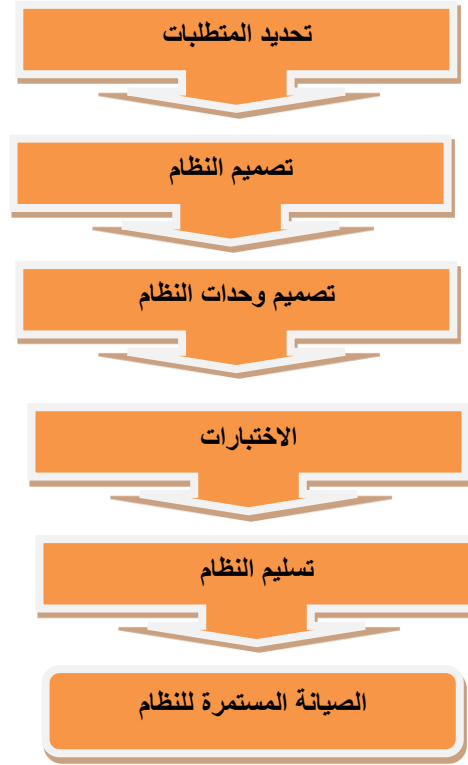 تحديد المتطلبات
تصميم النظام
تصميم وحدات النظام
الاختبارات
تسليم النظام
الصيانة المستمرة للنظام